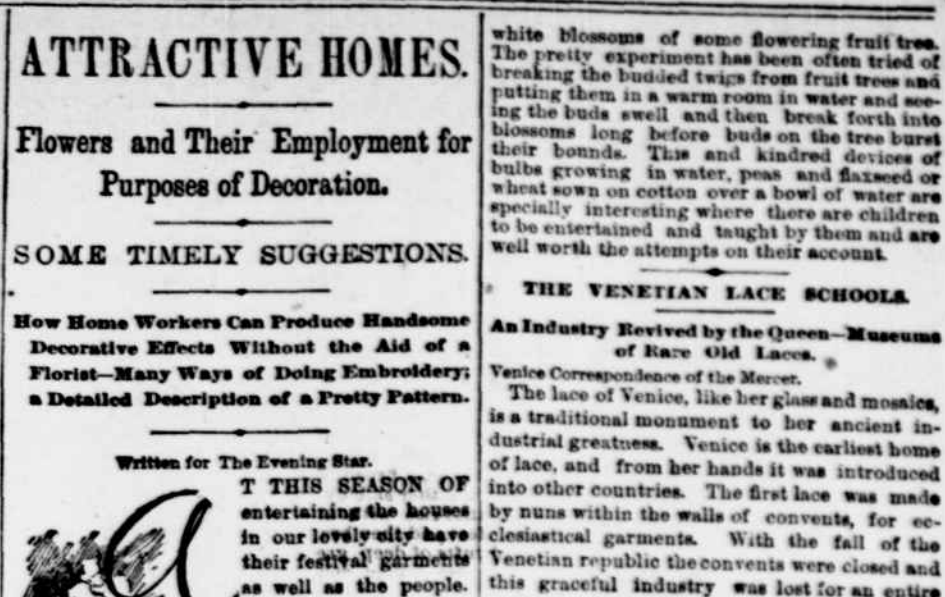 ATTRACTIVE HOMES.
Flowers and Their Employment for
Purposes of Decoration.
SOME TIMELY SUGGESTIONS.
How Home Workers Can Produce Handsome
Decorative Effects Without the Aid of a
Florist—Many Ways of Doing Embroidery;
a Detailed Description of a Pretty Pattern.
Written for The Evening Star.
T THIS SEASON OF
entertaining the houses
in our lovely city have
their festival garments
as well as the people.
white blossoms of some flowering fruit tree.
The pretty experiment has been often tried of
breaking the budded twigs from fruit trees and
putting them in a warm room in water and see-
ing the buds swell and then break forth into
blossoms long before buds on the tree burst
their bounds. This and kindred devices of
bulbs growing in water, peas and flaxseed or
wheat sown on cotton over a bowl of water are
specially interesting where there are children
to be entertained and taught by them and are
well worth the attempts on their account.
THE VENETIAN LACE SCHOOLS.
An Industry Revived by the Queen—Museums
of Rare Old Laces.
Venice Correspondence of the Mercer.
The lace of Venice, like her glass and mosaics,
is a traditional monument to her ancient in-
dustrial greatness. Venice is the earliest home
of lace, and from her hands it was introduced
into other countries. The first lace was made
by nuns within the walls of convents, for ec-
clesiastical garments. With the fall of the
Venetian republic the convents were closed and
this graceful industry was lost for an entire